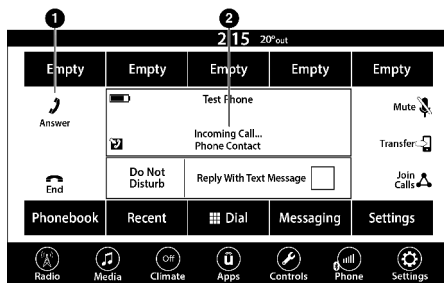 1 2
2 15 20°out
Empty Empty Empty Empty Empty
Answer
Test Phone
Incoming Call...
Phone Contact
Mute
Transfer
End
Do Not
Disturb
Reply With Text Message
Join
Calls
Phonebook Recent Dial Messaging Settings
Off ū
Radio Media Climate Apps Controls Phone Settings